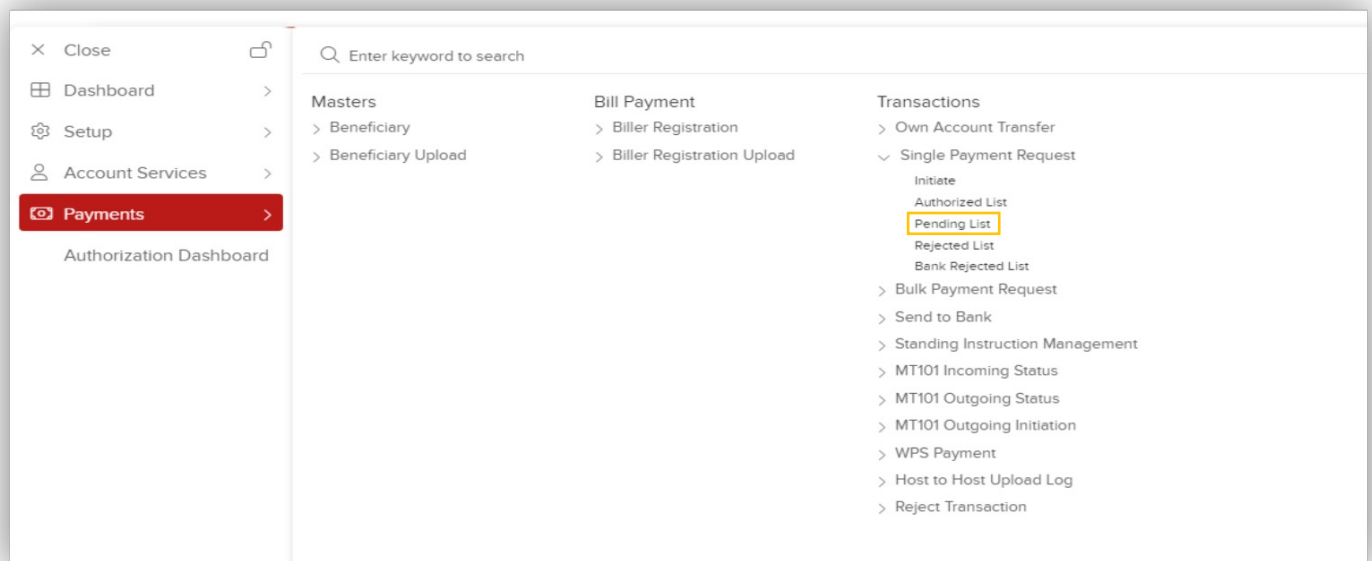 Close
Dashboard
Setup
Account Services
Payments
Authorization Dashboard
Enter keyword to search
Masters
Beneficiary
Beneficiary Upload
Bill Payment
Biller Registration
Biller Registration Upload
Transactions
Own Account Transfer
Single Payment Request
Initiate
Authorized List
Pending List
Rejected List
Bank Rejected List
Bulk Payment Request
Send to Bank
Standing Instruction Management
MT101 Incoming Status
MT101 Outgoing Status
MT101 Outgoing Initiation
WPS Payment
Host to Host Upload Log
Reject Transaction